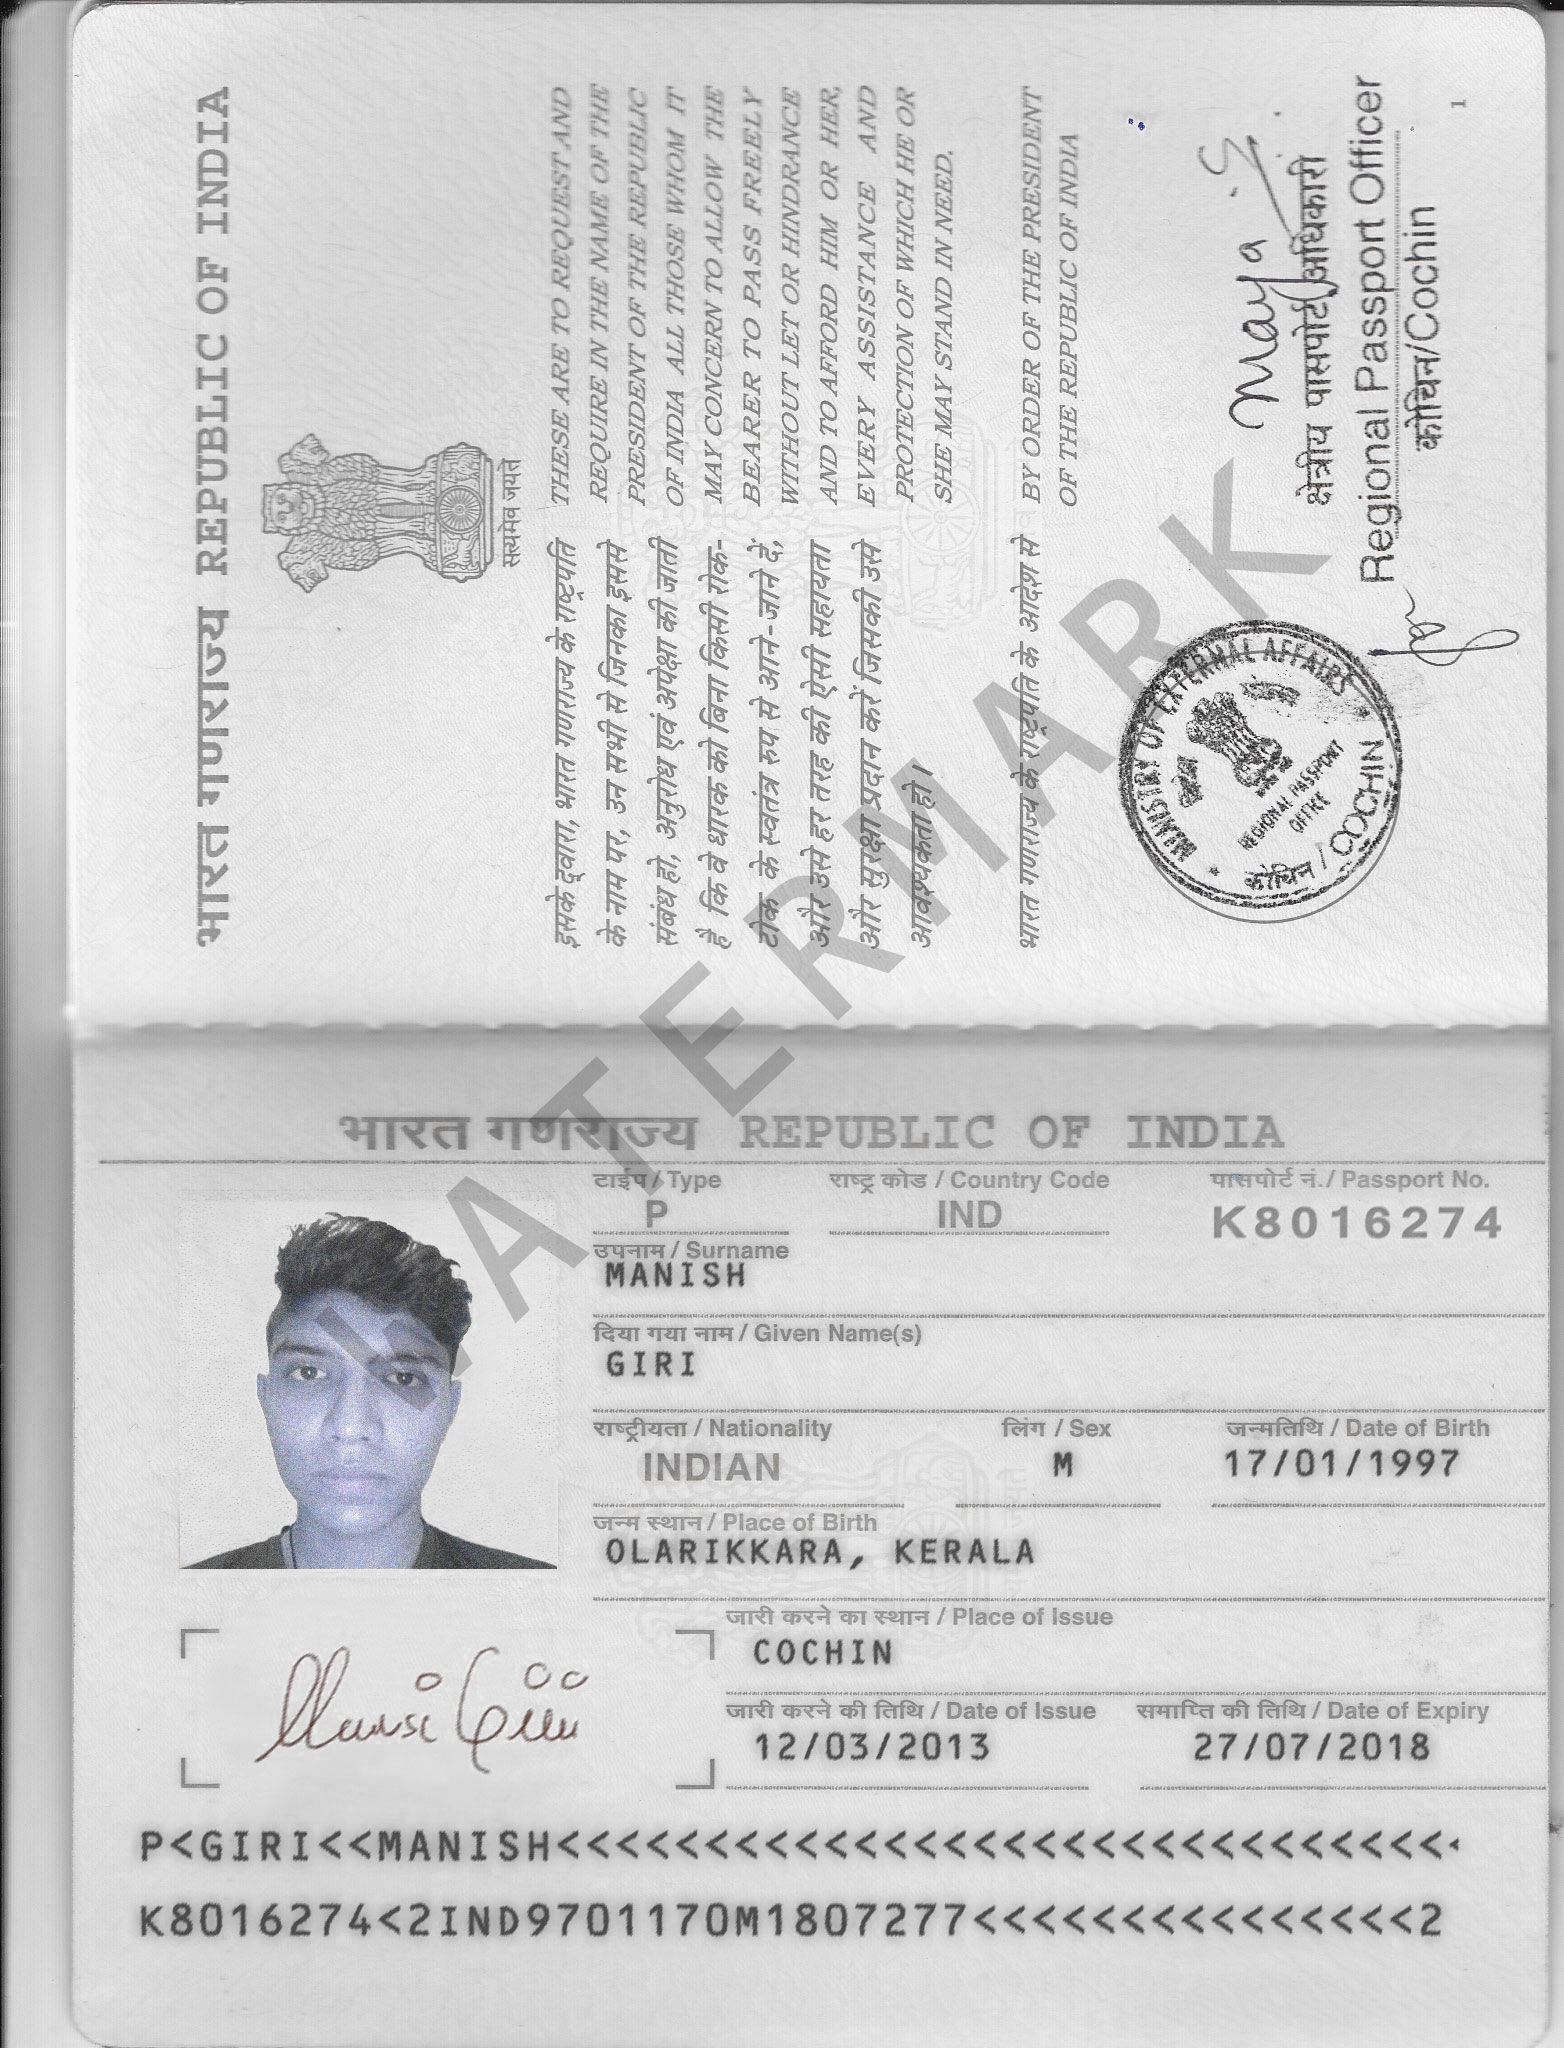 भारत गणराज्य REPUBLIC OF INDIA
सत्यमेव जयते
इसके द्वारा, भारत गणराज्य के राष्ट्रपति
के नाम पर, उन सभी से जिनका इससे
संबंध हो, अनुरोध एवं अपेक्षा की जाती
है कि वे धारक को बिना किसी रोक-
टोक के स्वतंत्र रुप से आने-जाने दें,
और उसे हर तरह की ऐसी सहायता
और सुरक्षा प्रदान करें जिसकी उसे
आवश्यकता हो।
THESE ARE TO REQUEST AND
REQUIRE IN THE NAME OF THE
PRESIDENT OF THE REPUBLIC
OF INDIA ALL THOSE WHOM IT
MAY CONCERN TO ALLOW THE
BEARER TO PASS FREELY
WITHOUT LET OR HINDRANCE
AND TO AFFORD HIM OR HER,
EVERY ASSISTANCE AND
PROTECTION OF WHICH HE OR
SHE MAY STAND IN NEED.
भारत गणराज्य के राष्ट्रपति के आदेश से
BY ORDER OF THE PRESIDENT
OF THE REPUBLIC OF INDIA
MINISTRY OF EXTERNAL AFFAIRS
REGIONAL PASSPORT
OFFICE
कोचिन / COCHIN
Maya
क्षेत्रीय पासपोर्ट अधिकारी
Regional Passport Officer
कोचिन/Cochin
1
भारत गणराज्य REPUBLIC OF INDIA
टाईप / Type राष्ट्र कोड / Country Code पासपोर्ट नं. / Passport No.
P IND K8016274
उपनाम / Surname
MANISH
दिया गया नाम / Given Name(s)
GIRI
राष्ट्रीयता / Nationality लिंग / Sex जन्मतिथि / Date of Birth
INDIAN M 17/01/1997
जन्म स्थान / Place of Birth
OLARIKKARA, KERALA
जारी करने का स्थान / Place of Issue
COCHIN
जारी करने की तिथि / Date of Issue समाप्ति की तिथि / Date of Expiry
12/03/2013 27/07/2018
P<GIRI<<MANISH<<<<<<<<<<<<<<<<<<<<<<<<<<<<<<
K8016274<2IND9701170M1807277<<<<<<<<<<<<<<<2
WATERMARK